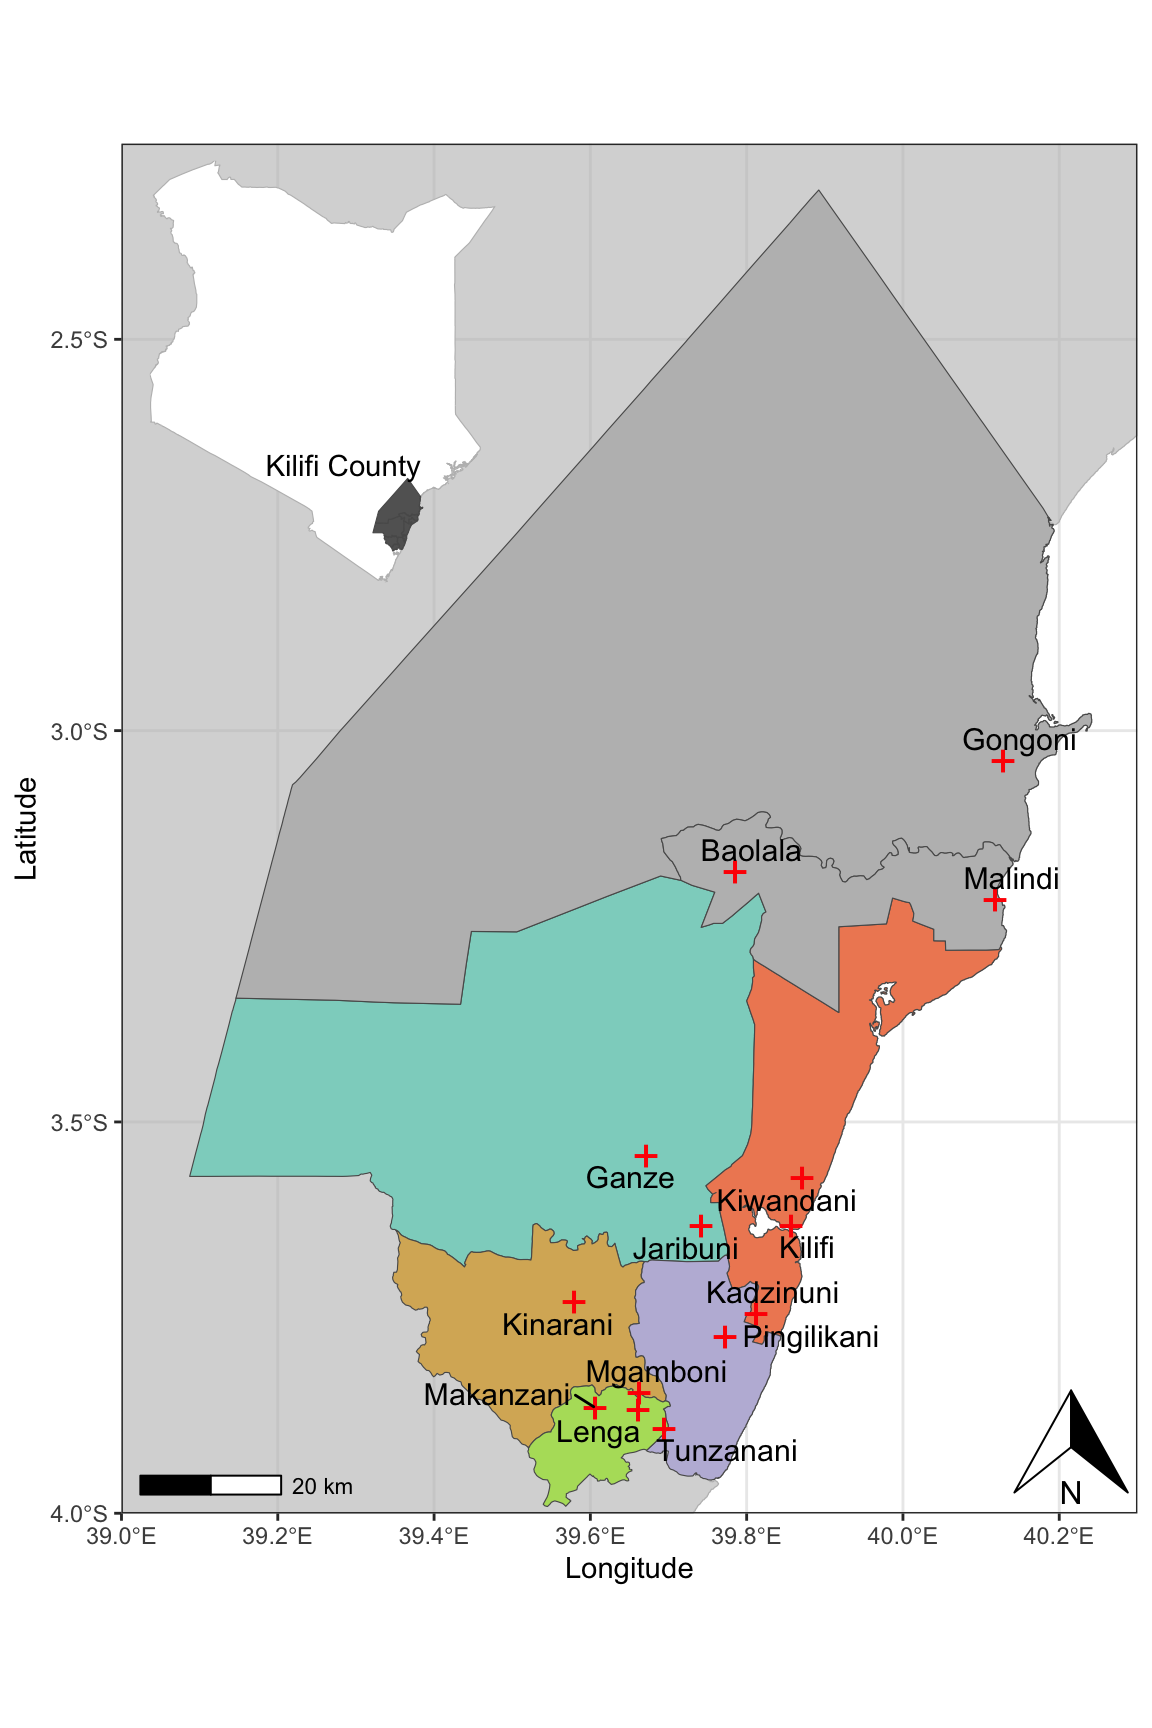 Kilifi County
2.5°S
3.0°S
Gongoni
Baolala
Malindi
Latitude
3.5°S
Ganze
Kiwandani
Jaribuni
Kilifi
Kadzinuni
Kinarani
Pingilikani
Mgamboni
Makanzani
Lenga
Tunzanani
20 km
N
4.0°S
39.0°E 39.2°E 39.4°E 39.6°E 39.8°E 40.0°E 40.2°E
Longitude